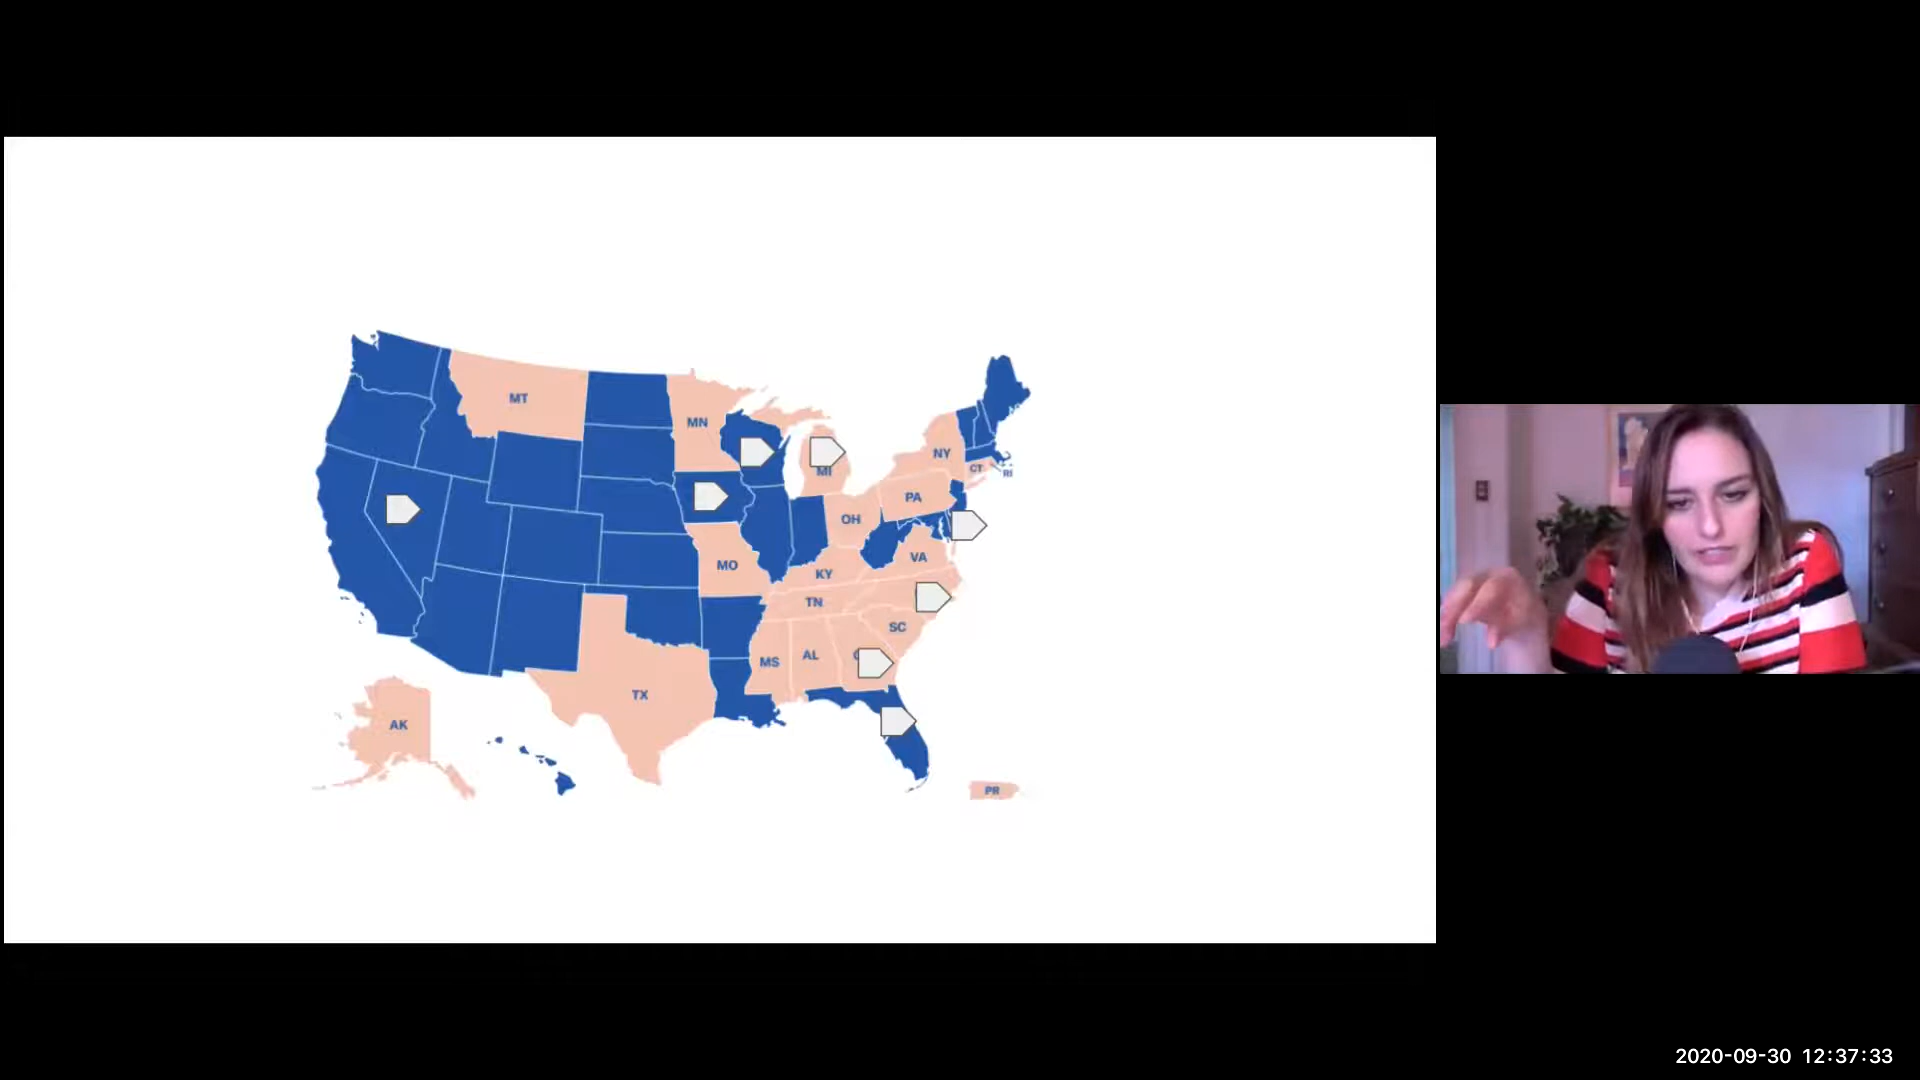 MT
MN
NY
MI
CT
RI
PA
OH
VA
MO
KY
TN
SC
MS
AL
TX
AK
PR
2020-09-30 12:37:33